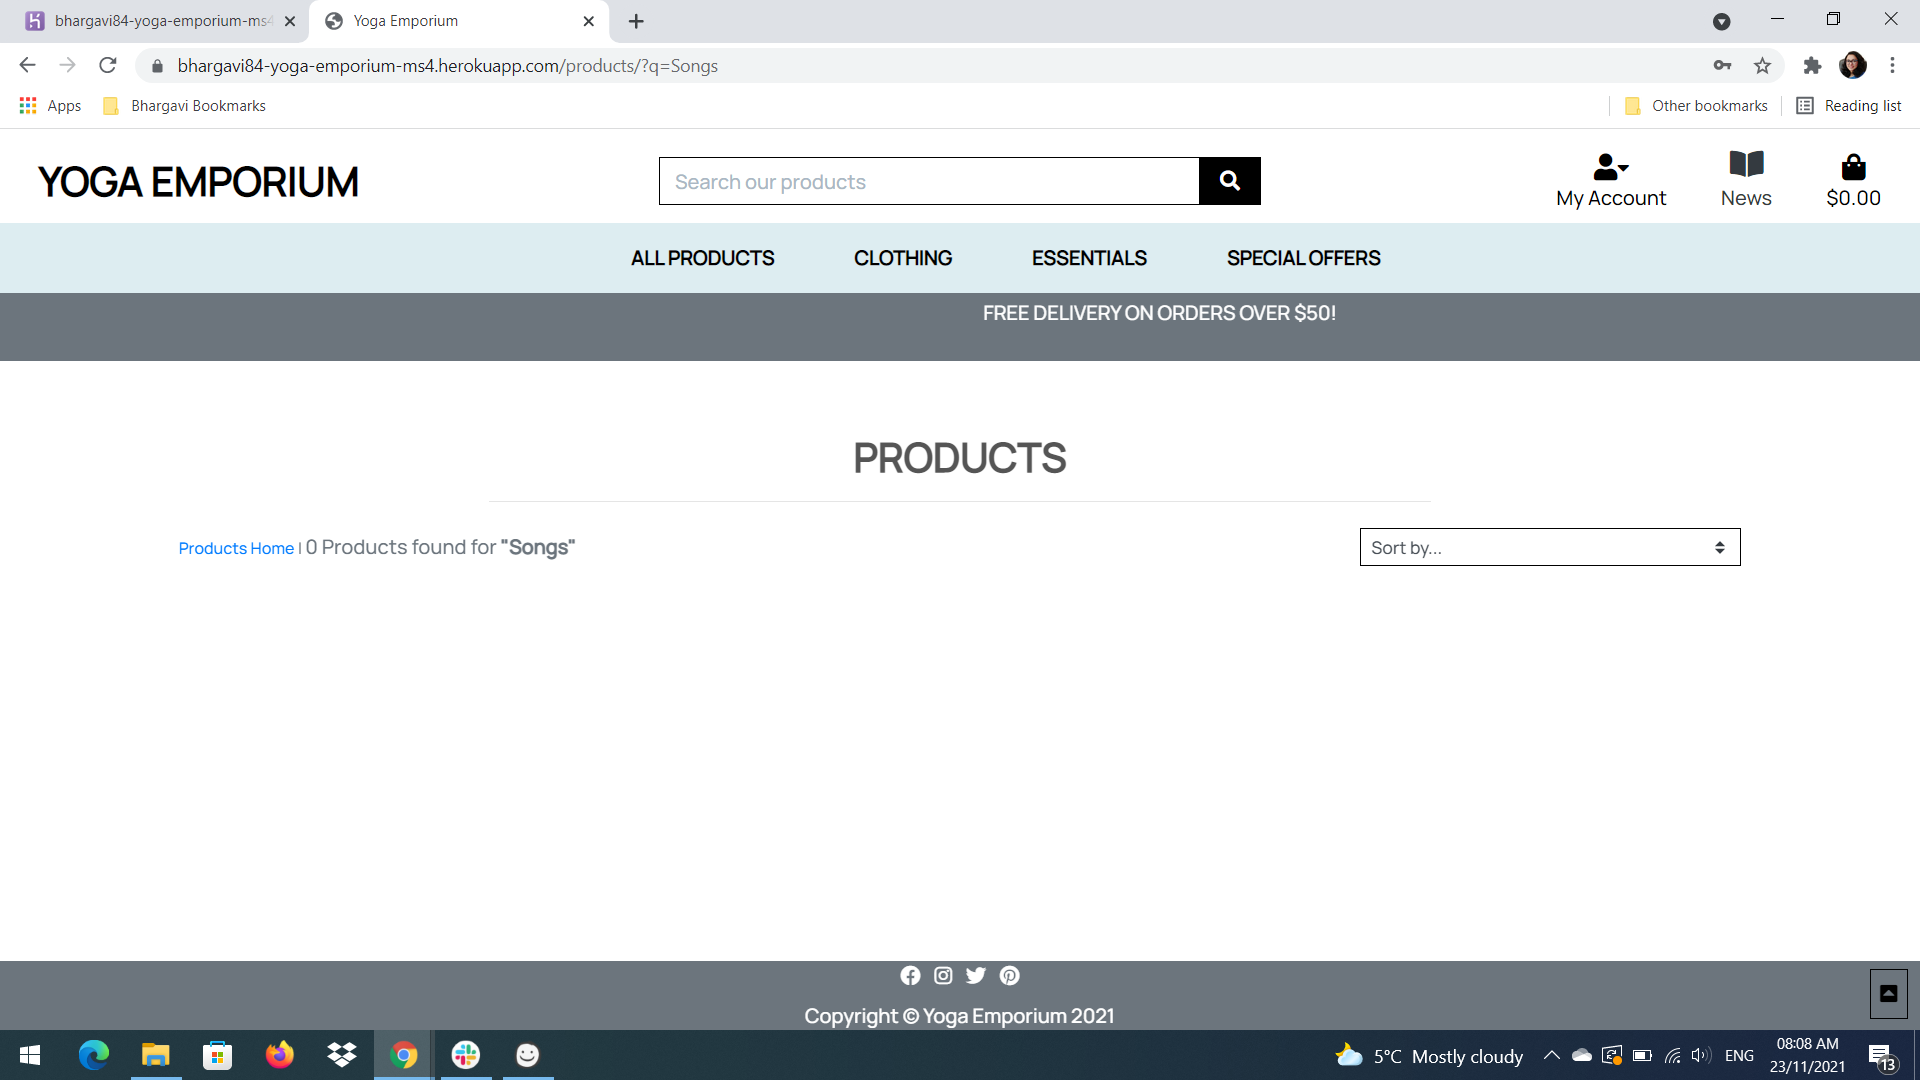 bhargavi84-yoga-emporium-ms4
Yoga Emporium
bhargavi84-yoga-emporium-ms4.herokuapp.com/products/?q=Songs
Apps
Bhargavi Bookmarks
Other bookmarks
Reading list
YOGA EMPORIUM
Search our products
My Account
News
$0.00
ALL PRODUCTS
CLOTHING
ESSENTIALS
SPECIAL OFFERS
FREE DELIVERY ON ORDERS OVER $50!
PRODUCTS
Products Home | 0 Products found for "Songs"
Sort by...
Copyright © Yoga Emporium 2021
5°C Mostly cloudy
ENG
08:08 AM
23/11/2021
13